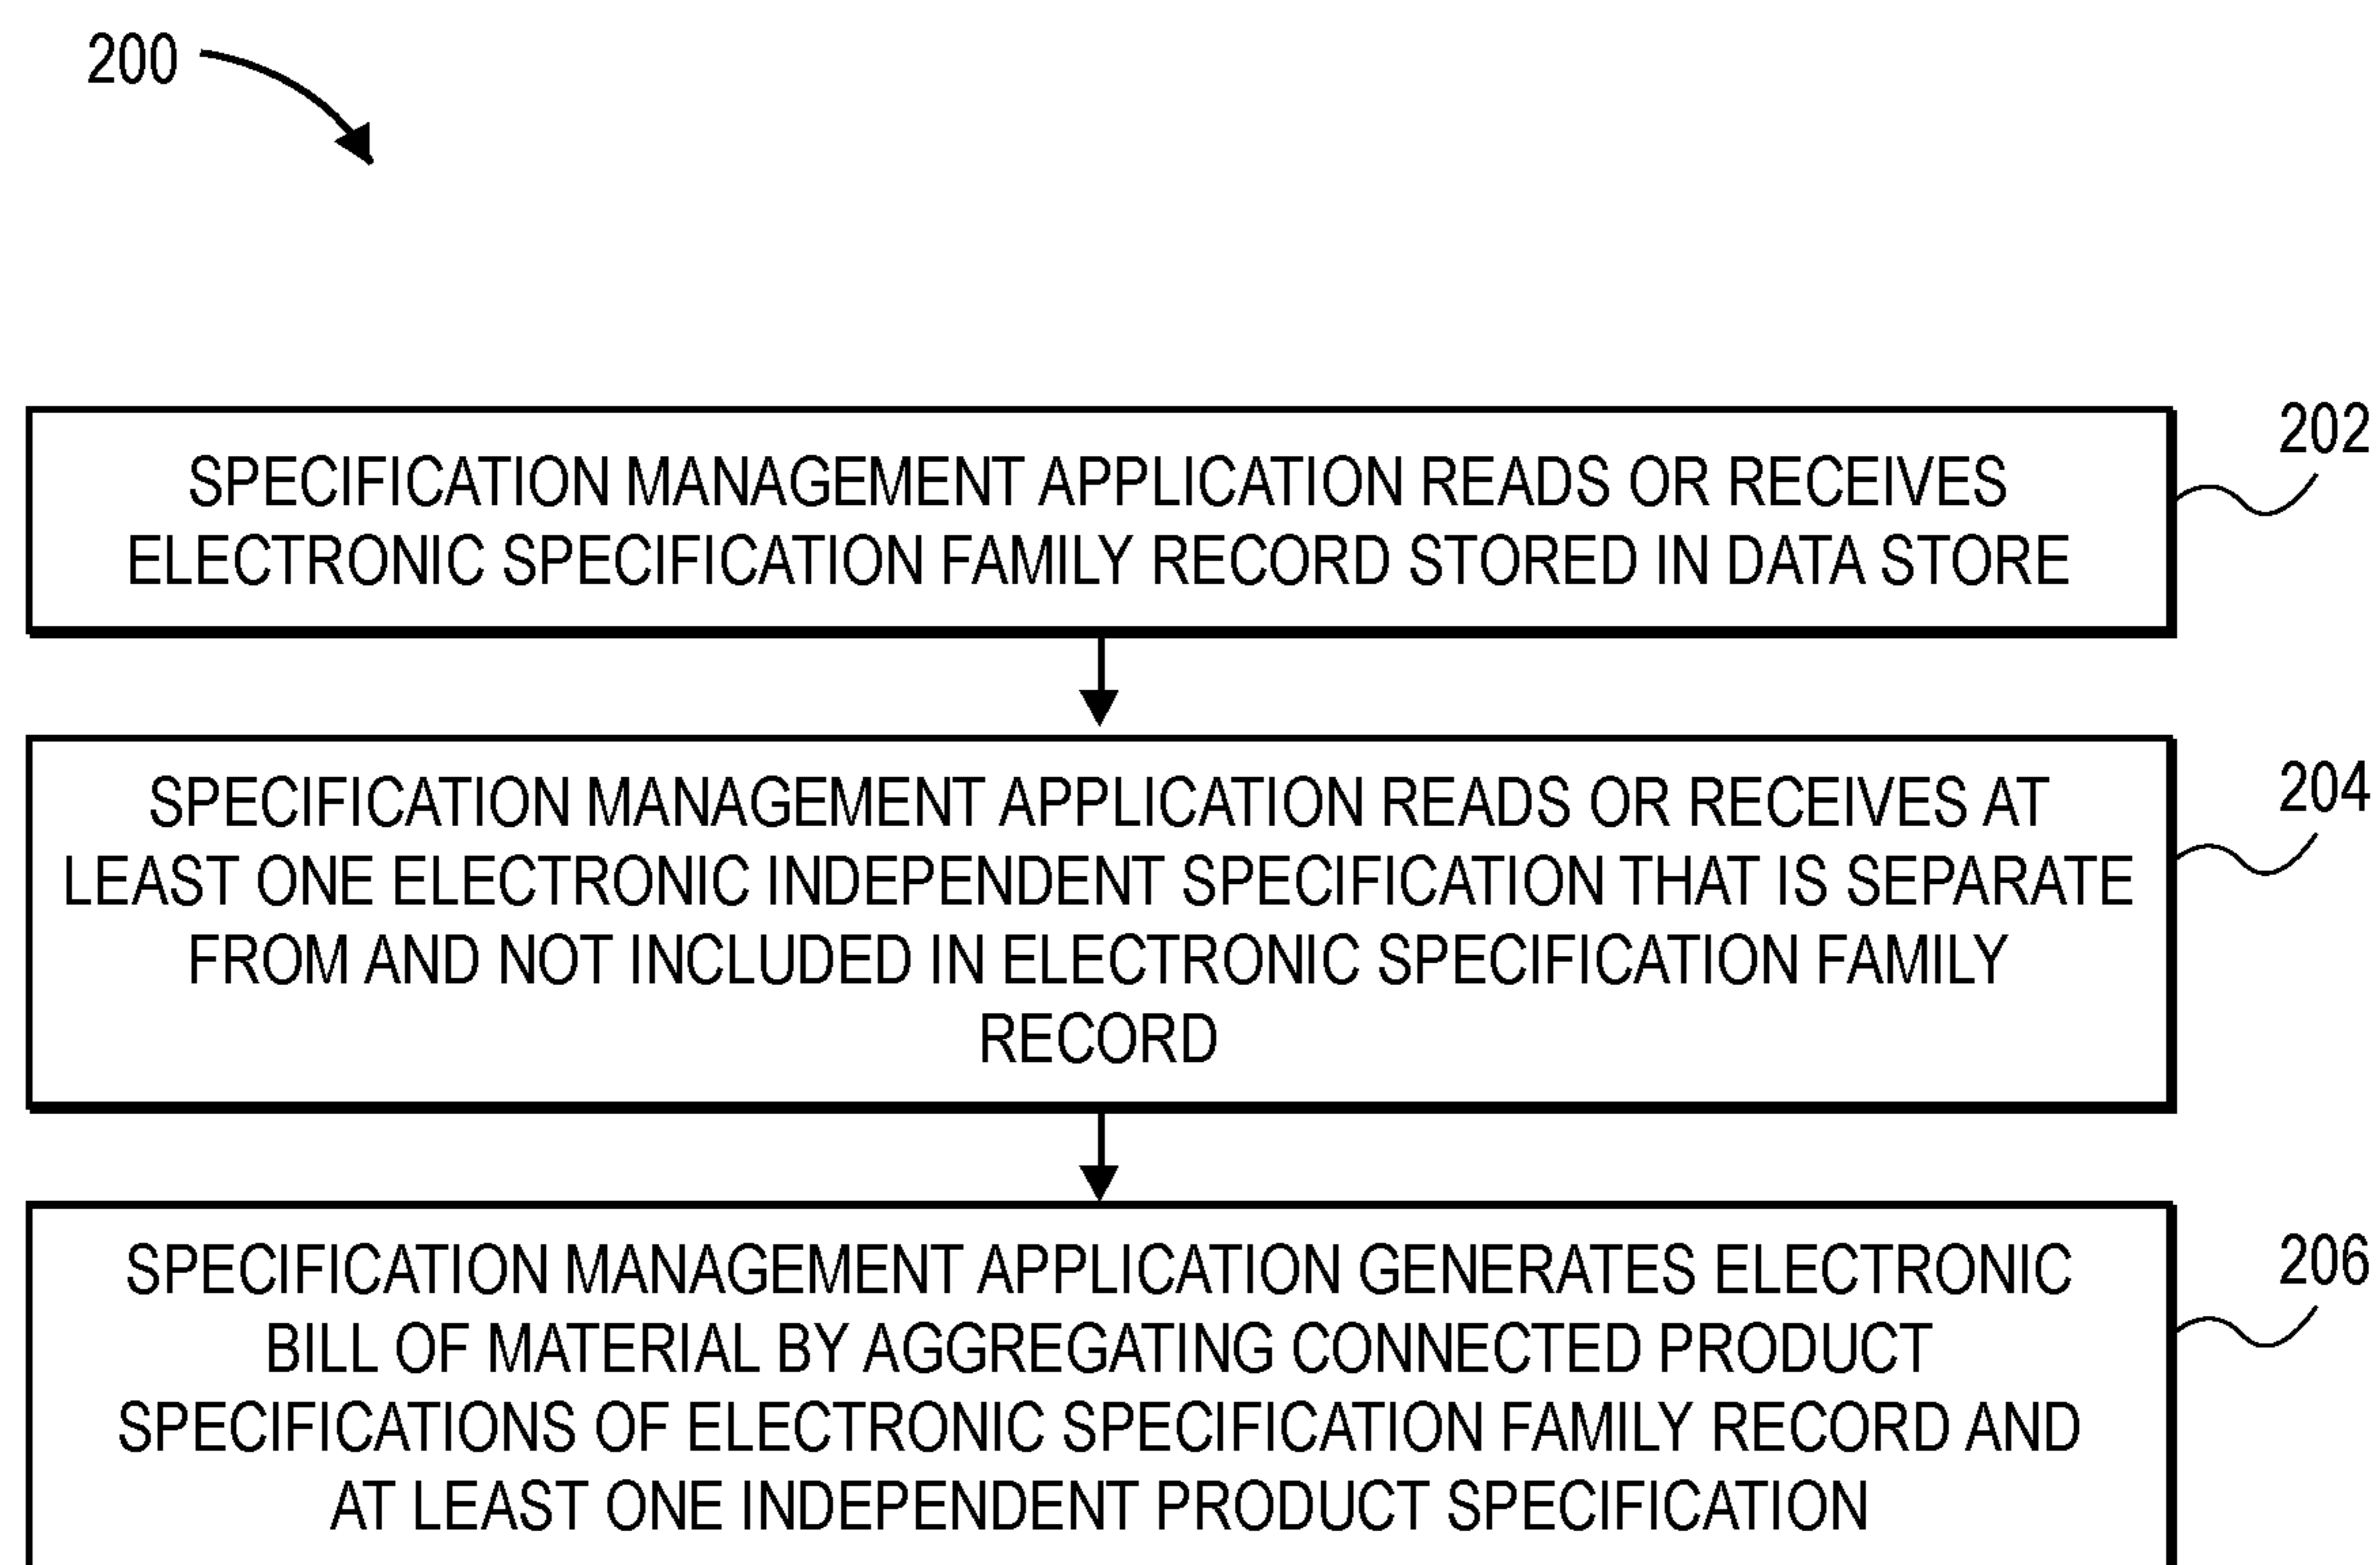 200
202
SPECIFICATION MANAGEMENT APPLICATION READS OR RECEIVES
ELECTRONIC SPECIFICATION FAMILY RECORD STORED IN DATA STORE
204
SPECIFICATION MANAGEMENT APPLICATION READS OR RECEIVES AT
LEAST ONE ELECTRONIC INDEPENDENT SPECIFICATION THAT IS SEPARATE
FROM AND NOT INCLUDED IN ELECTRONIC SPECIFICATION FAMILY
RECORD
206
SPECIFICATION MANAGEMENT APPLICATION GENERATES ELECTRONIC
BILL OF MATERIAL BY AGGREGATING CONNECTED PRODUCT
SPECIFICATIONS OF ELECTRONIC SPECIFICATION FAMILY RECORD AND
AT LEAST ONE INDEPENDENT PRODUCT SPECIFICATION